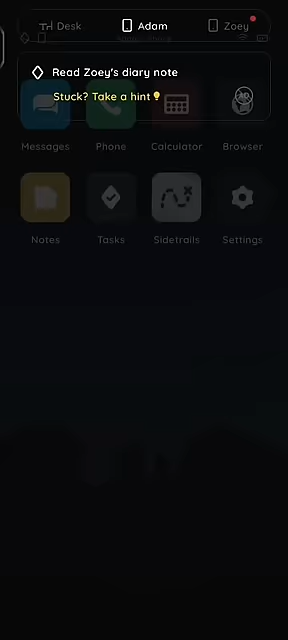 Desk Adam Zoey
Read Zoey's diary note
Stuck? Take a hint
Messages Phone Calculator Browser
Notes Tasks Sidetrails Settings